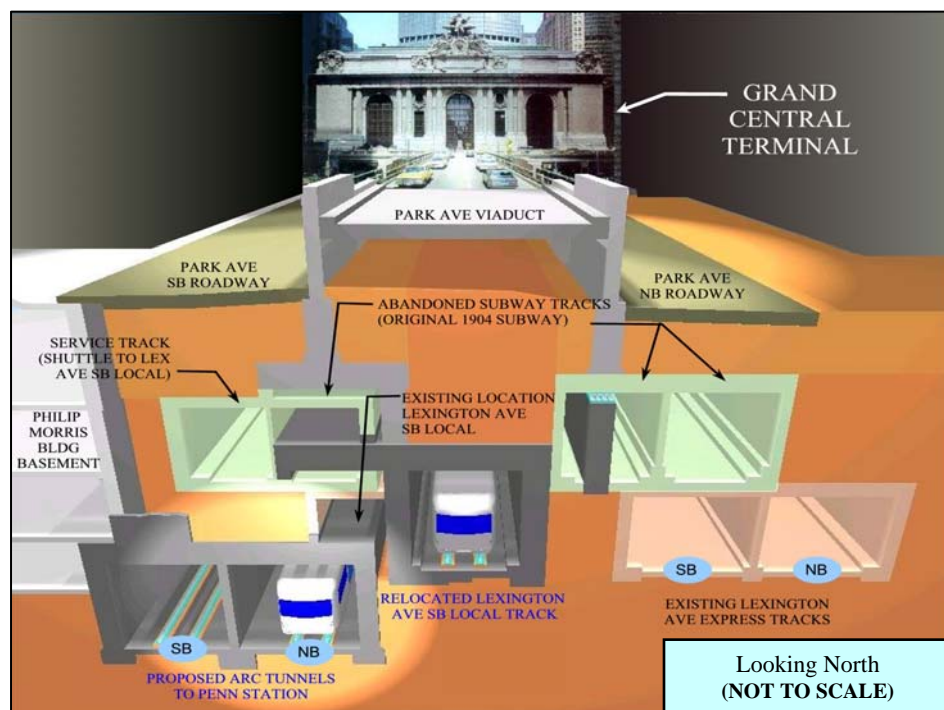 GRAND
CENTRAL
TERMINAL
PARK AVE VIADUCT
PARK AVE
SB ROADWAY
PARK AVE
NB ROADWAY
ABANDONED SUBWAY TRACKS
(ORIGINAL 1904 SUBWAY)
SERVICE TRACK
(SHUTTLE TO LEX
AVE SB LOCAL)
EXISTING LOCATION
LEXINGTON AVE
SB LOCAL
PHILIP
MORRIS
BLDG
BASEMENT
SB
NB
RELOCATED LEXINGTON
AVE SB LOCAL TRACK
EXISTING LEXINGTON
AVE EXPRESS TRACKS
SB
NB
PROPOSED ARC TUNNELS
TO PENN STATION
Looking North
(NOT TO SCALE)